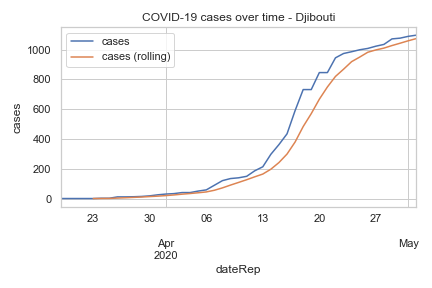 COVID-19 cases over time - Djibouti
cases
cases (rolling)
1000
800
600
400
200
0
cases
23 30 06 13 20 27
Apr May
2020
dateRep